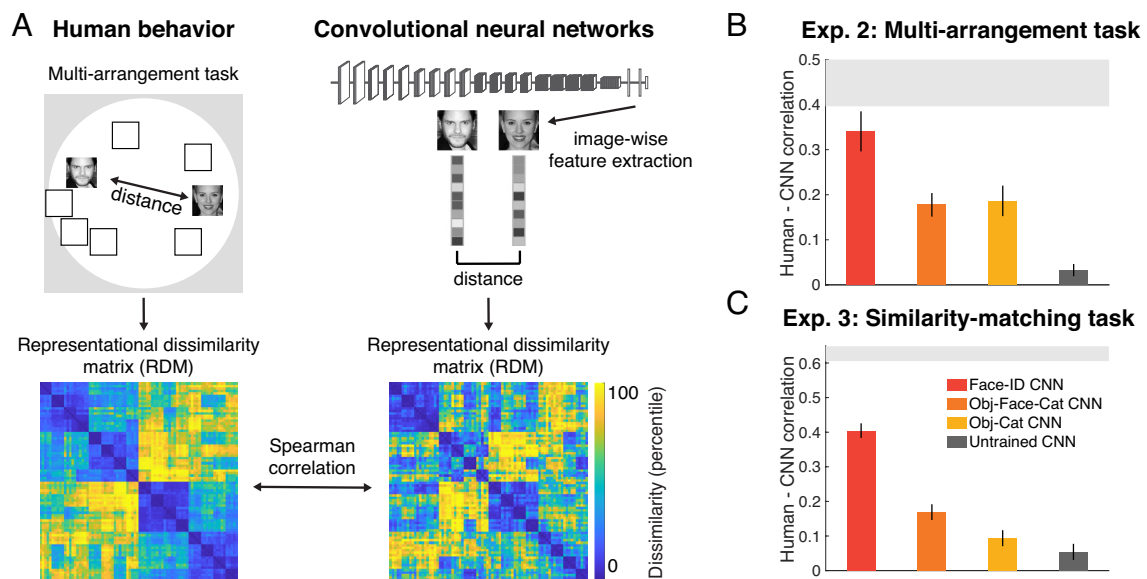 A
Human behavior
Convolutional neural networks
Multi-arrangement task
distance
image-wise
feature extraction
distance
Representational dissimilarity
matrix (RDM)
Representational dissimilarity
matrix (RDM)
Spearman
correlation
100
0
Dissimilarity (percentile)
B
Exp. 2: Multi-arrangement task
Human - CNN correlation
0.5
0.4
0.3
0.2
0.1
0
C
Exp. 3: Similarity-matching task
Human - CNN correlation
0.6
0.5
0.4
0.3
0.2
0.1
0
Face-ID CNN
Obj-Face-Cat CNN
Obj-Cat CNN
Untrained CNN